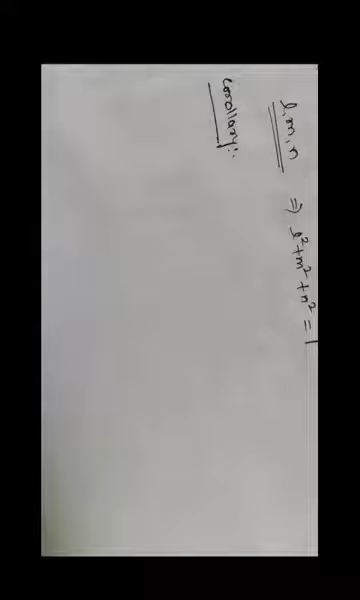 l, m, n ⇒ l²+m²+n² = 1
Corollary: